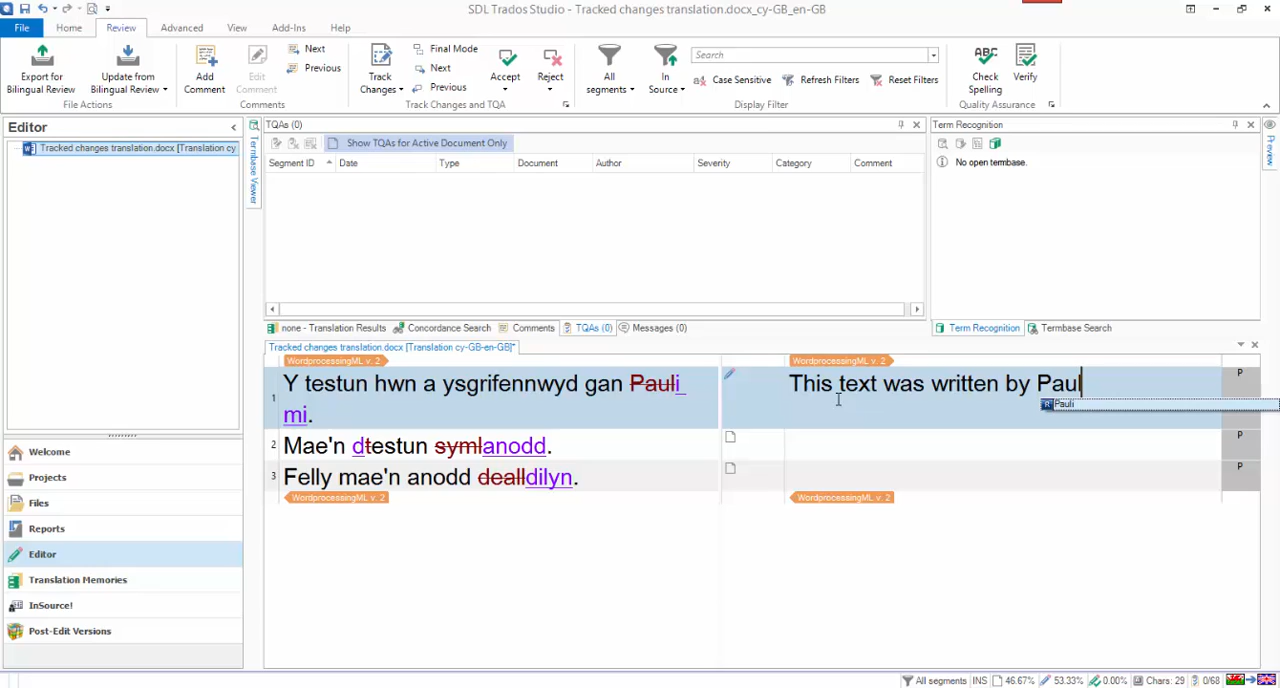 SDL Trados Studio - Tracked changes translation.docx_cy-GB_en-GB
File Home Review Advanced View Add-Ins Help
Export for Bilingual Review
Update from Bilingual Review
File Actions
Add Comment
Edit Comment
Next
Previous
Comments
Track Changes
Final Mode
Next
Previous
Accept
Reject
Track Changes and TQA
All segments
In Source
Search
Case Sensitive Refresh Filters Reset Filters
Display Filter
Check Spelling
Verify
Quality Assurance
Editor
Tracked changes translation.docx [Translation cy
Termbase Viewer
TQAs (0)
Show TQAs for Active Document Only
Segment ID Date Type Document Author Severity Category Comment
Term Recognition
No open termbase.
Preview
none - Translation Results Concordance Search Comments TQAs (0) Messages (0)
Term Recognition Termbase Search
Tracked changes translation.docx [Translation cy-GB-en-GB]*
WordprocessingML v. 2 WordprocessingML v. 2
1 Y testun hwn a ysgrifennwyd gan Pauli
mi.
This text was written by Paul
P
Pauli
2 Mae'n dtestun symlanodd. P
3 Felly mae'n anodd dealldilyn. P
WordprocessingML v. 2 WordprocessingML v. 2
Welcome
Projects
Files
Reports
Editor
Translation Memories
InSource!
Post-Edit Versions
All segments INS 46.67% 53.33% 0.00% Chars: 29 0/68